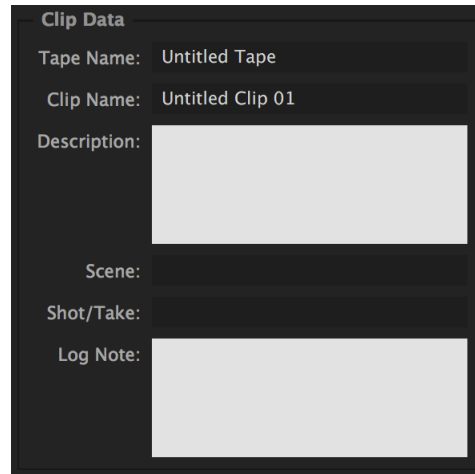 Clip Data
Tape Name: Untitled Tape
Clip Name: Untitled Clip 01
Description:
Scene:
Shot/Take:
Log Note: